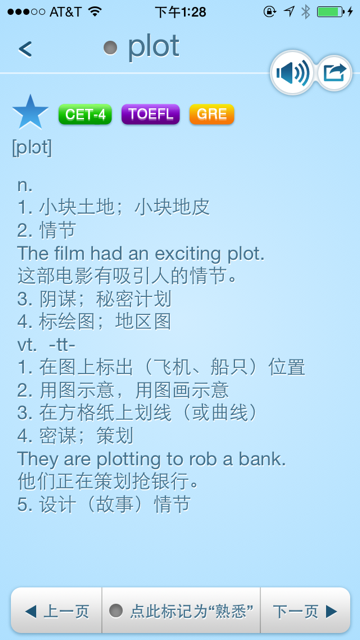 AT&T 下午1:28
plot
CET-4 TOEFL GRE
[plɔt]
n.
1. 小块土地；小块地皮
2. 情节
The film had an exciting plot.
这部电影有吸引人的情节。
3. 阴谋；秘密计划
4. 标绘图；地区图
vt. -tt-
1. 在图上标出（飞机、船只）位置
2. 用图示意，用图画示意
3. 在方格纸上划线（或曲线）
4. 密谋；策划
They are plotting to rob a bank.
他们正在策划抢银行。
5. 设计（故事）情节
上一页 点此标记为“熟悉” 下一页